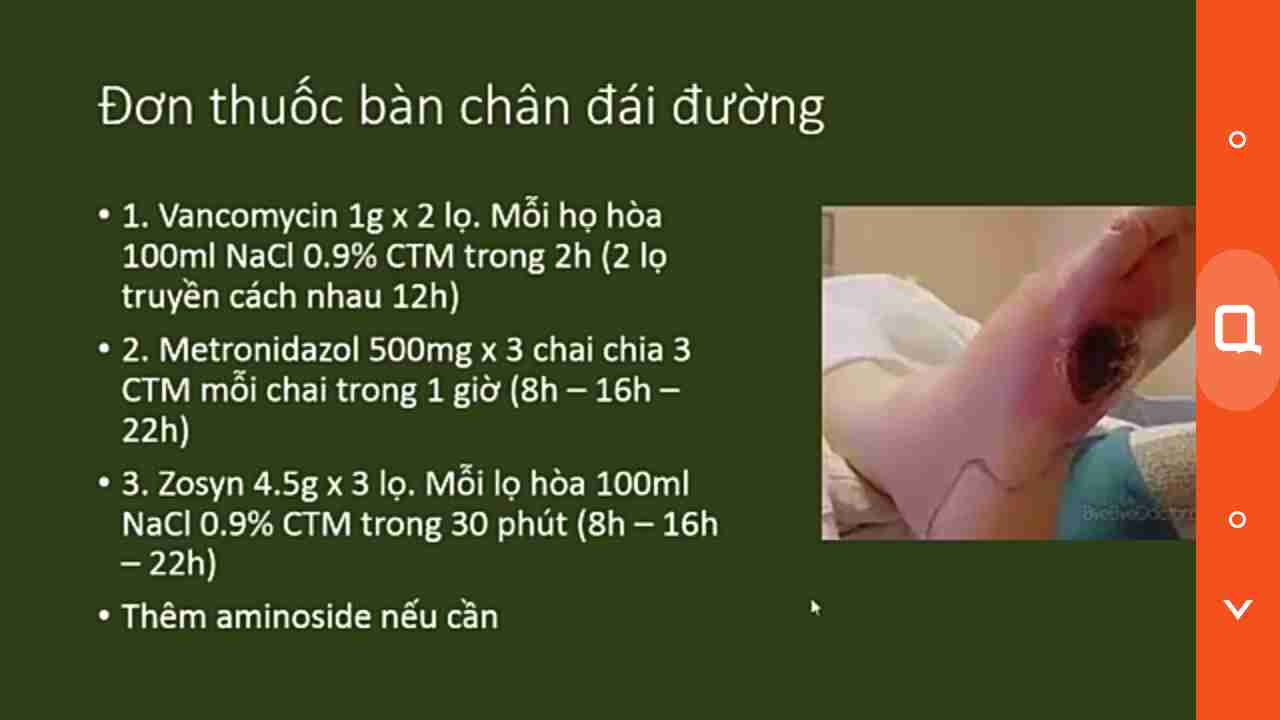 Đơn thuốc bàn chân đái đường
• 1. Vancomycin 1g x 2 lọ. Mỗi họ hòa
100ml NaCl 0.9% CTM trong 2h (2 lọ
truyền cách nhau 12h)
• 2. Metronidazol 500mg x 3 chai chia 3
CTM mỗi chai trong 1 giờ (8h – 16h –
22h)
• 3. Zosyn 4.5g x 3 lọ. Mỗi lọ hòa 100ml
NaCl 0.9% CTM trong 30 phút (8h – 16h
– 22h)
• Thêm aminoside nếu cần